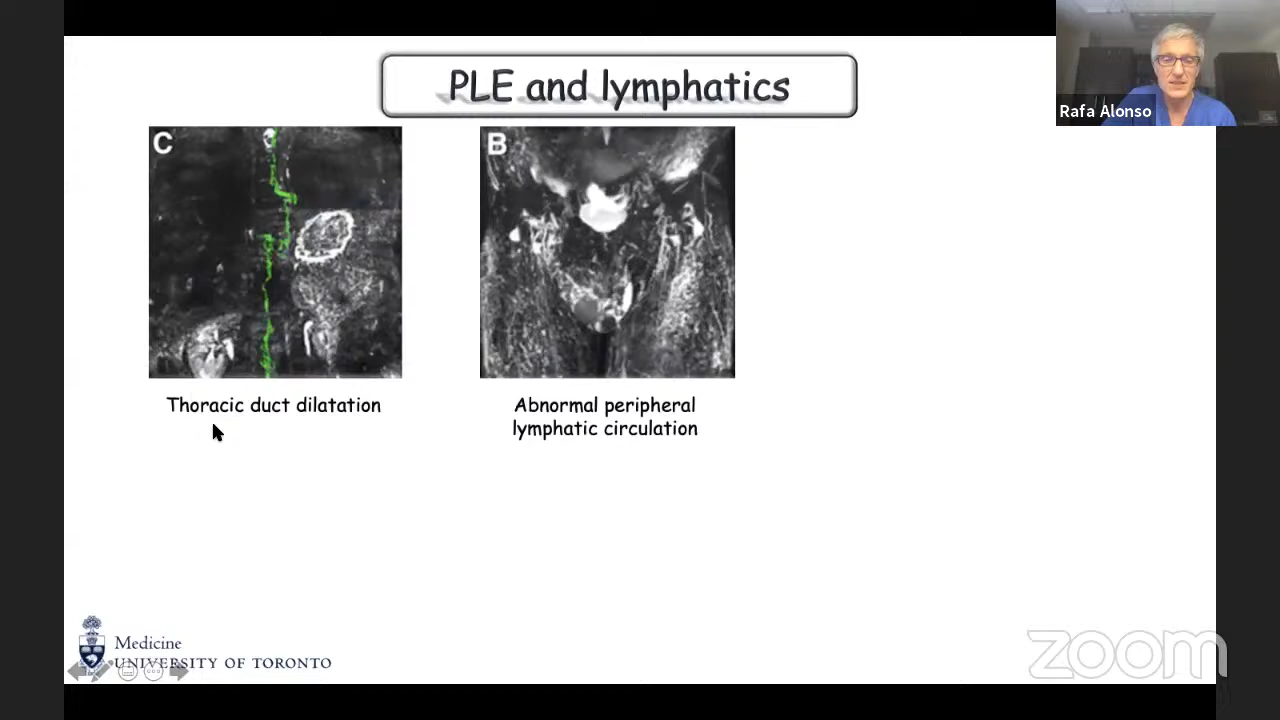 PLE and lymphatics
Rafa Alonso
C
B
Thoracic duct dilatation
Abnormal peripheral
lymphatic circulation
Medicine
UNIVERSITY OF TORONTO
zoom